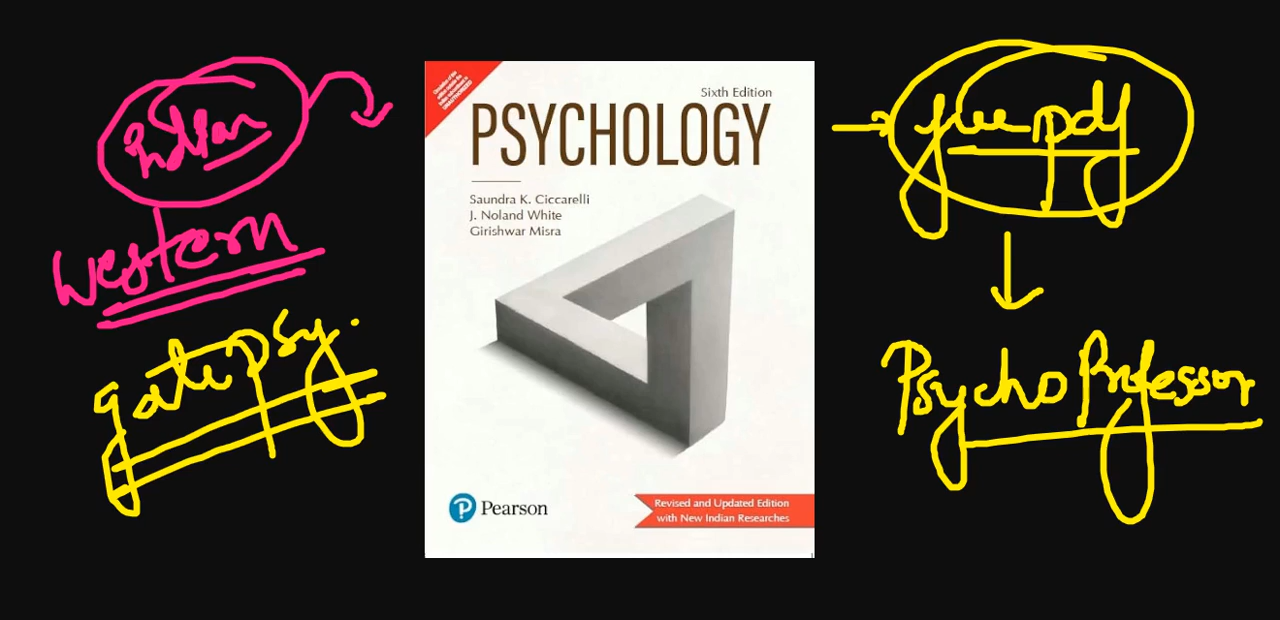 Indian
Western
gate psy.
Sixth Edition
PSYCHOLOGY
Saundra K. Ciccarelli
J. Noland White
Girishwar Misra
Pearson
Revised and Updated Edition
with New Indian Researches
free pdf
Psycho Professor